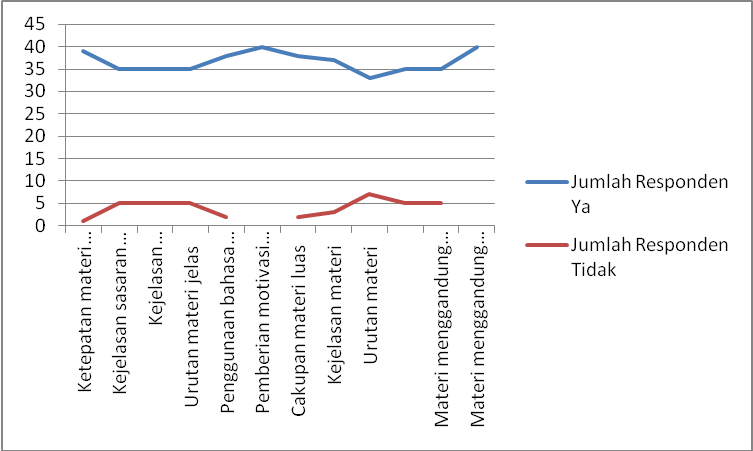 45
40
35
30
25
20
15
10
5
0
Ketepatan materi...
Kejelasan sasaran...
Kejelasan...
Urutan materi jelas
Penggunaan bahasa...
Pemberian motivasi...
Cakupan materi luas
Kejelasan materi
Urutan materi
Materi menggandung...
Materi menggandung...
Jumlah Responden
Ya
Jumlah Responden
Tidak